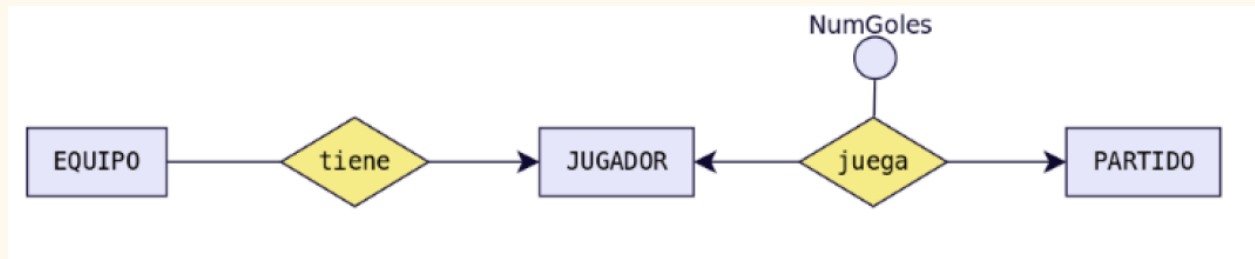 NumGoles
EQUIPO
tiene
JUGADOR
juega
PARTIDO